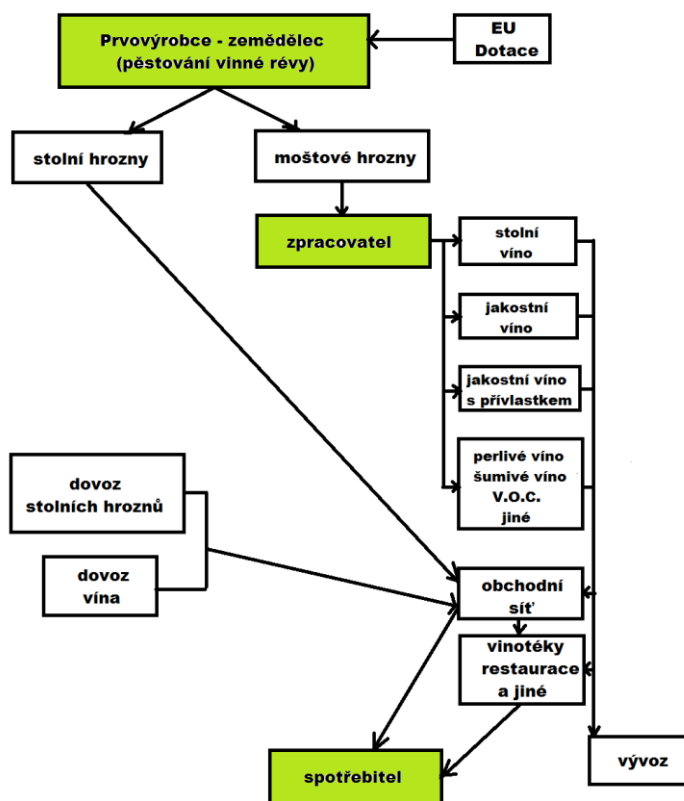 Prvovýrobce - zemědělec
(pěstování vinné révy)
EU
Dotace
stolní hrozny
moštové hrozny
zpracovatel
stolní
víno
jakostní
víno
jakostní víno
s přívlastkem
perlivé víno
šumivé víno
V.O.C.
jiné
dovoz
stolních hroznů
dovoz
vína
obchodní
síť
vinotéky
restaurace
a jiné
vývoz
spotřebitel